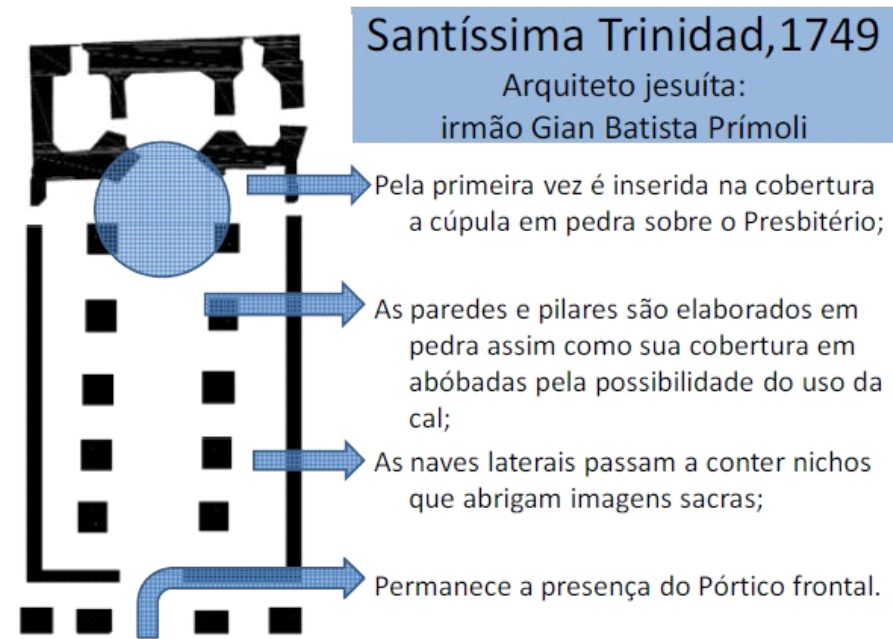 Santíssima Trinidad,1749
Arquiteto jesuíta:
irmão Gian Batista Prímoli
Pela primeira vez é inserida na cobertura
a cúpula em pedra sobre o Presbitério;
As paredes e pilares são elaborados em
pedra assim como sua cobertura em
abóbadas pela possibilidade do uso da
cal;
As naves laterais passam a conter nichos
que abrigam imagens sacras;
Permanece a presença do Pórtico frontal.